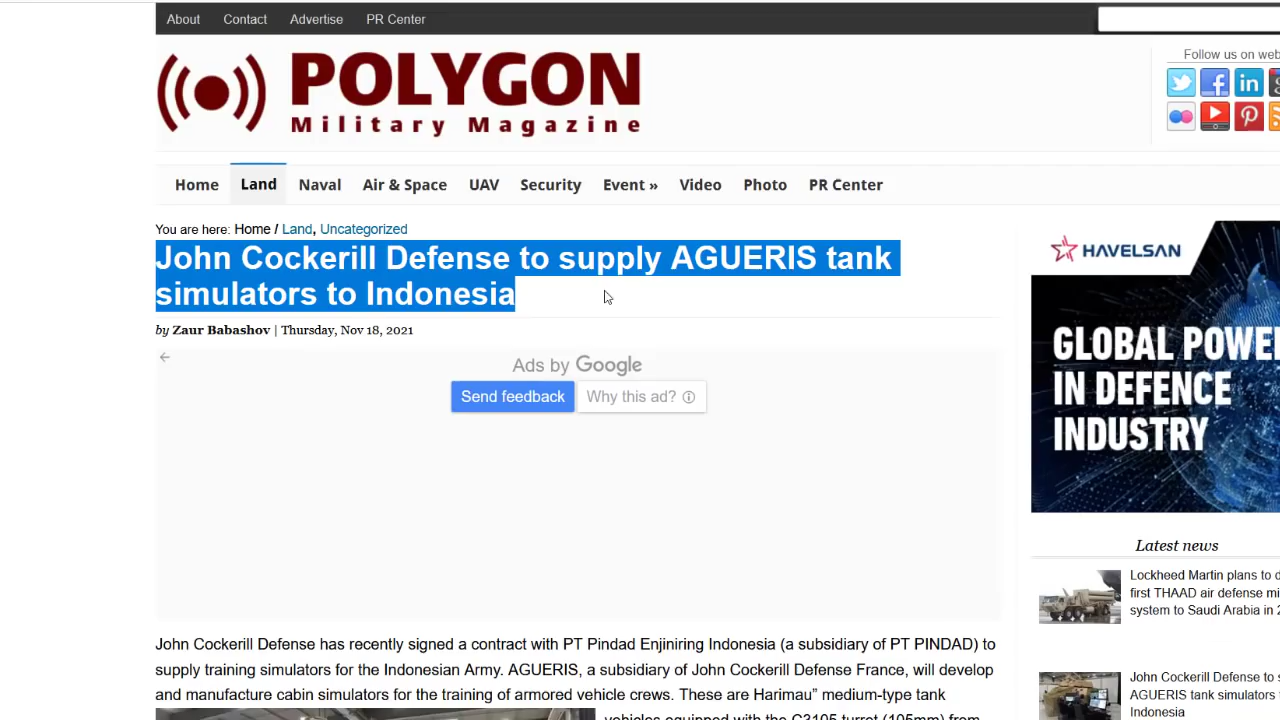 About Contact Advertise PR Center
POLYGON
Military Magazine
Follow us on web
Home Land Naval Air & Space UAV Security Event » Video Photo PR Center
You are here: Home / Land, Uncategorized
John Cockerill Defense to supply AGUERIS tank
simulators to Indonesia
by Zaur Babashov | Thursday, Nov 18, 2021
Ads by Google
Send feedback Why this ad?
John Cockerill Defense has recently signed a contract with PT Pindad Enjiniring Indonesia (a subsidiary of PT PINDAD) to
supply training simulators for the Indonesian Army. AGUERIS, a subsidiary of John Cockerill Defense France, will develop
and manufacture cabin simulators for the training of armored vehicle crews. These are Harimau” medium-type tank
vehicles equipped with the C3105 turret (105mm) from
HAVELSAN
GLOBAL POWE
IN DEFENCE
INDUSTRY
Latest news
Lockheed Martin plans to d
first THAAD air defense mi
system to Saudi Arabia in 2
John Cockerill Defense to s
AGUERIS tank simulators
Indonesia